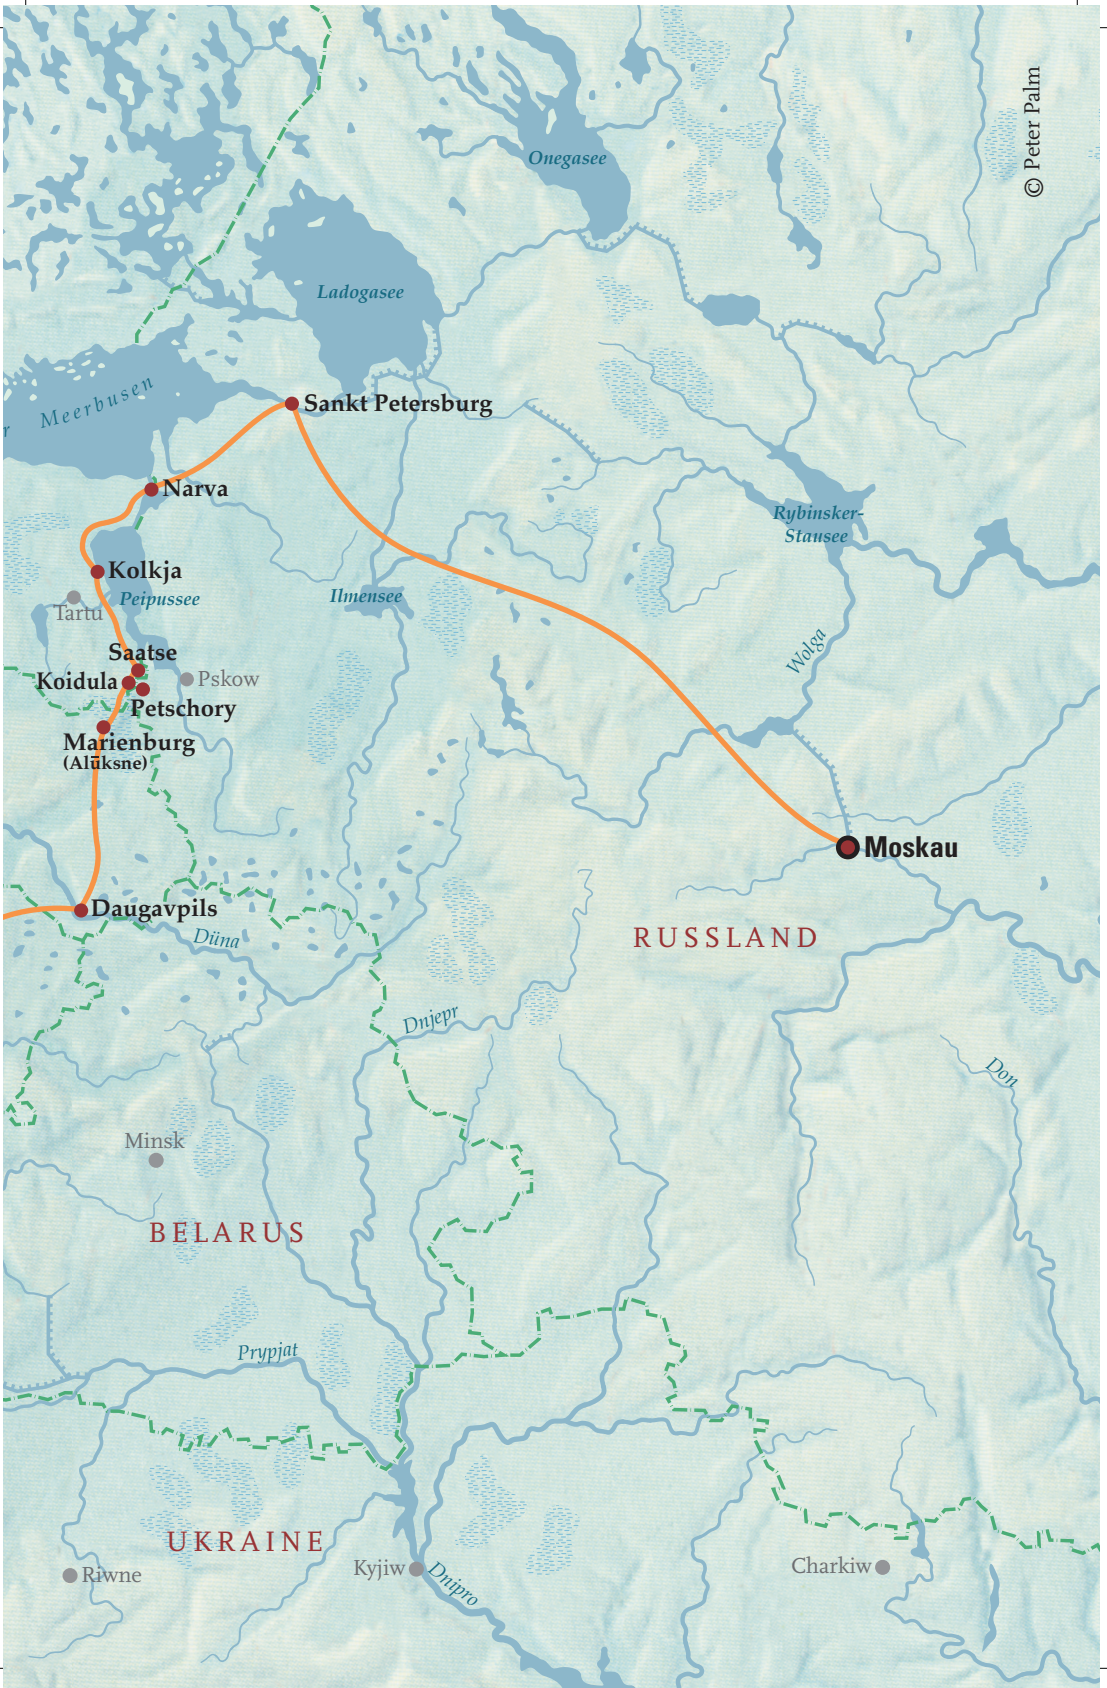 © Peter Palm
Onegasee
Ladogasee
r Meerbusen
Sankt Petersburg
Narva
Rybinsker-
Stausee
Kolkja
Peipussee
Tartu
Ilmensee
Wolga
Saatse
Koidula
Pskow
Petschory
Marienburg
(Alūksne)
Moskau
Daugavpils
Düna
RUSSLAND
Dnjepr
Don
Minsk
BELARUS
Prypjat
UKRAINE
Riwne
Kyjiw
Dnipro
Charkiw